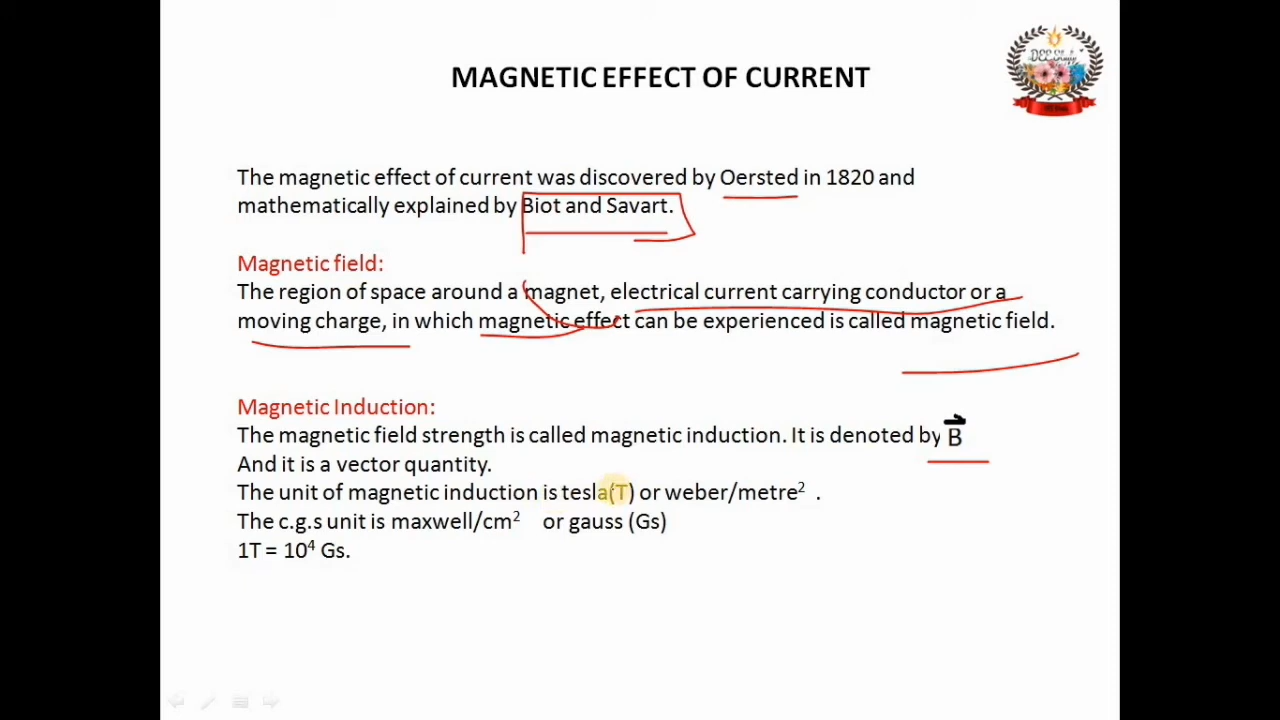 MAGNETIC EFFECT OF CURRENT
The magnetic effect of current was discovered by Oersted in 1820 and
mathematically explained by Biot and Savart.
Magnetic field:
The region of space around a magnet, electrical current carrying conductor or a
moving charge, in which magnetic effect can be experienced is called magnetic field.
Magnetic Induction:
The magnetic field strength is called magnetic induction. It is denoted by B⃗
And it is a vector quantity.
The unit of magnetic induction is tesla(T) or weber/metre² .
The c.g.s unit is maxwell/cm² or gauss (Gs)
1T = 10⁴ Gs.